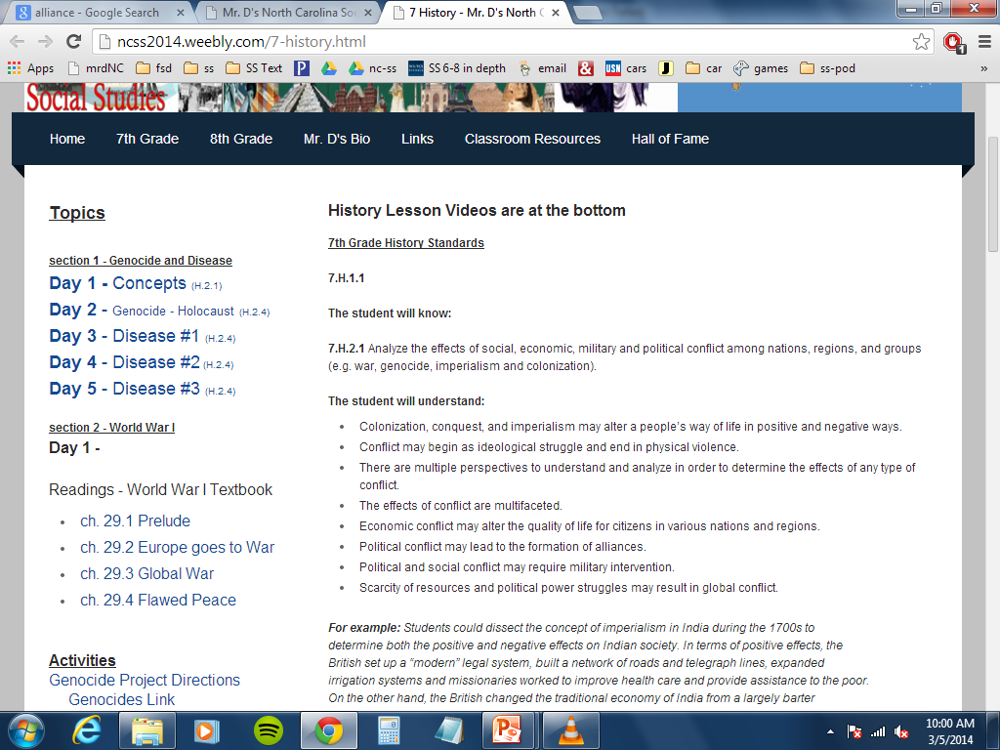 alliance - Google Search
Mr. D's North Carolina Soc
7 History - Mr. D's North C
ncss2014.weebly.com/7-history.html
1
Apps mrdNC fsd ss SS Text P nc-ss SS 6-8 in depth email & USN cars J car games ss-pod »
Social Studies
Home 7th Grade 8th Grade Mr. D's Bio Links Classroom Resources Hall of Fame
Topics
section 1 - Genocide and Disease
Day 1 - Concepts (H.2.1)
Day 2 - Genocide - Holocaust (H.2.4)
Day 3 - Disease #1 (H.2.4)
Day 4 - Disease #2 (H.2.4)
Day 5 - Disease #3 (H.2.4)
section 2 - World War I
Day 1 -
Readings - World War I Textbook
• ch. 29.1 Prelude
• ch. 29.2 Europe goes to War
• ch. 29.3 Global War
• ch. 29.4 Flawed Peace
Activities
Genocide Project Directions
Genocides Link
History Lesson Videos are at the bottom
7th Grade History Standards
7.H.1.1
The student will know:
7.H.2.1 Analyze the effects of social, economic, military and political conflict among nations, regions, and groups
(e.g. war, genocide, imperialism and colonization).
The student will understand:
• Colonization, conquest, and imperialism may alter a people's way of life in positive and negative ways.
• Conflict may begin as ideological struggle and end in physical violence.
• There are multiple perspectives to understand and analyze in order to determine the effects of any type of
conflict.
• The effects of conflict are multifaceted.
• Economic conflict may alter the quality of life for citizens in various nations and regions.
• Political conflict may lead to the formation of alliances.
• Political and social conflict may require military intervention.
• Scarcity of resources and political power struggles may result in global conflict.
For example: Students could dissect the concept of imperialism in India during the 1700s to
determine both the positive and negative effects on Indian society. In terms of positive effects, the
British set up a "modern" legal system, built a network of roads and telegraph lines, expanded
irrigation systems and missionaries worked to improve health care and provide assistance to the poor.
On the other hand, the British changed the traditional economy of India from a largely barter
10:00 AM
3/5/2014